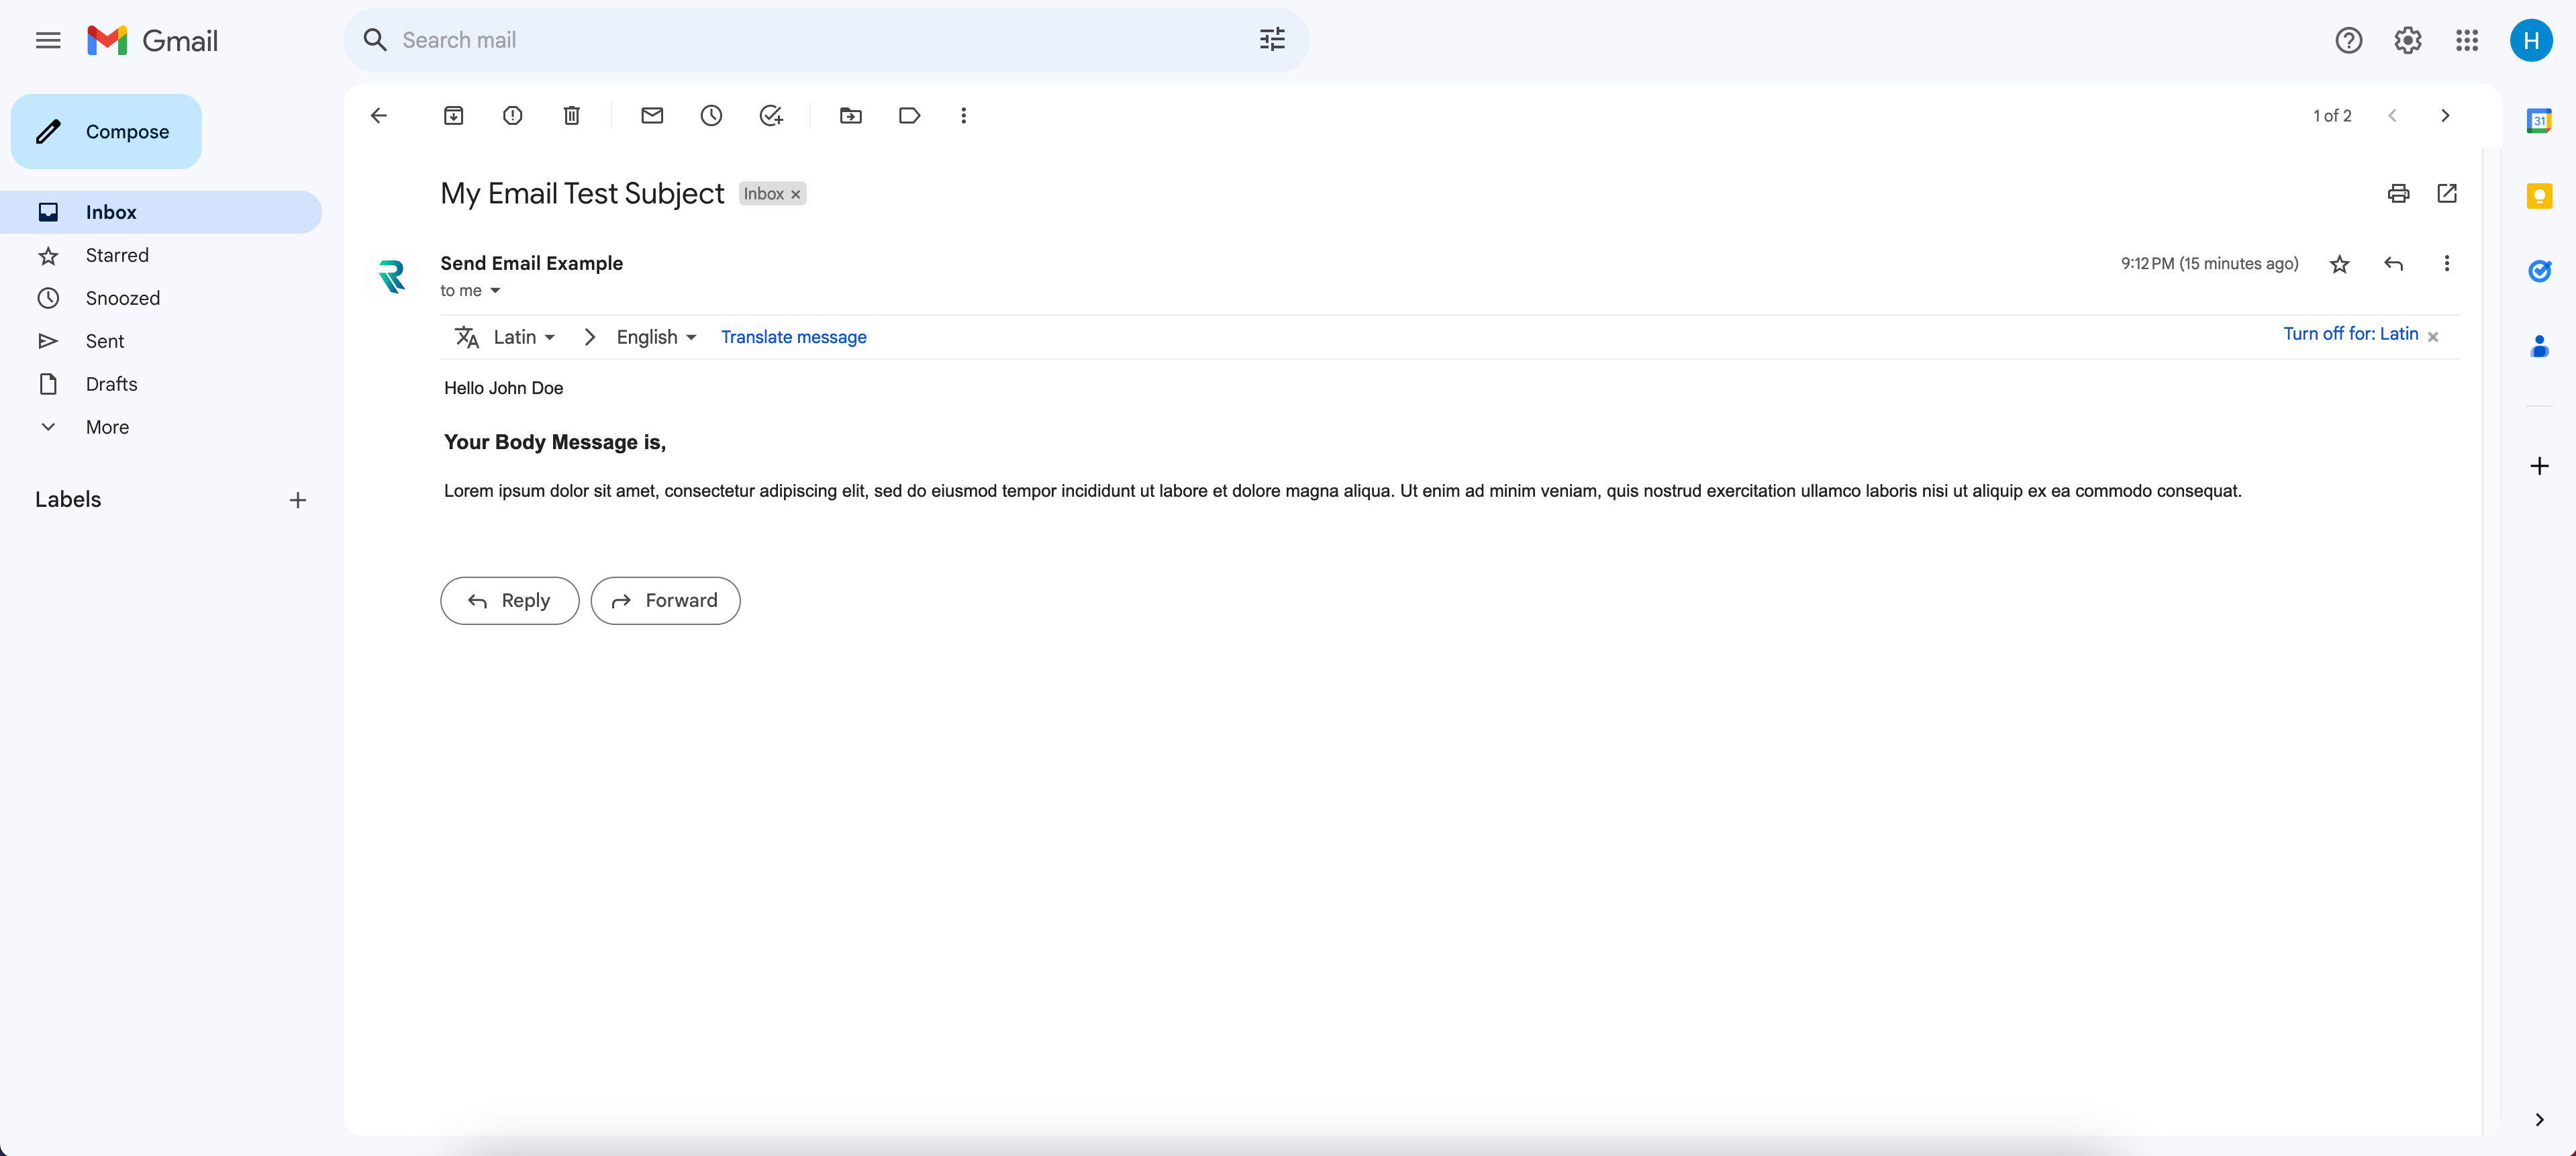 Gmail
Search mail
H
Compose
1 of 2
31
Inbox
Starred
Snoozed
Sent
Drafts
More
Labels
My Email Test Subject Inbox
Send Email Example
9:12 PM (15 minutes ago)
to me
Latin English Translate message
Turn off for: Latin
Hello John Doe
Your Body Message is,
Lorem ipsum dolor sit amet, consectetur adipiscing elit, sed do eiusmod tempor incididunt ut labore et dolore magna aliqua. Ut enim ad minim veniam, quis nostrud exercitation ullamco laboris nisi ut aliquip ex ea commodo consequat.
Reply
Forward